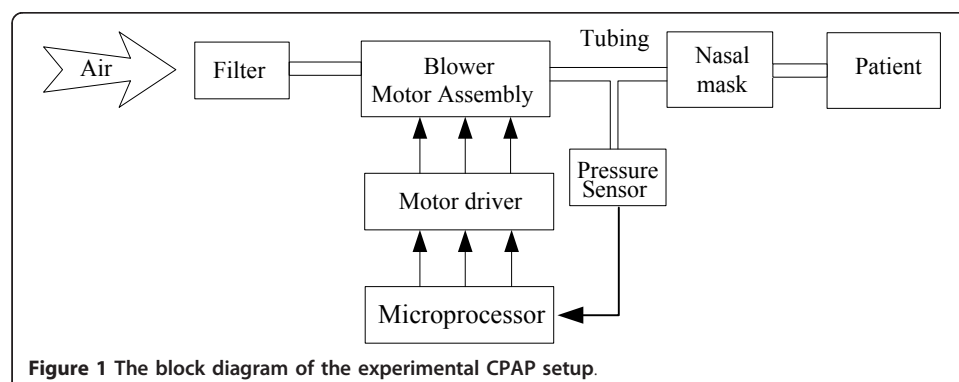 Air
Filter
Blower
Motor Assembly
Tubing
Nasal
mask
Patient
Pressure
Sensor
Motor driver
Microprocessor
Figure 1 The block diagram of the experimental CPAP setup.